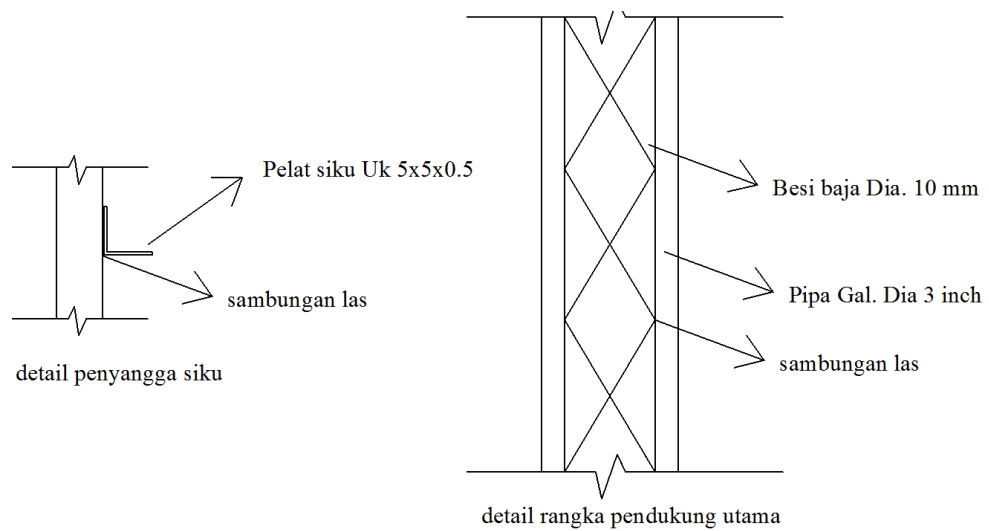 Pelat siku Uk 5x5x0.5
sambungan las
detail penyangga siku
Besi baja Dia. 10 mm
Pipa Gal. Dia 3 inch
sambungan las
detail rangka pendukung utama